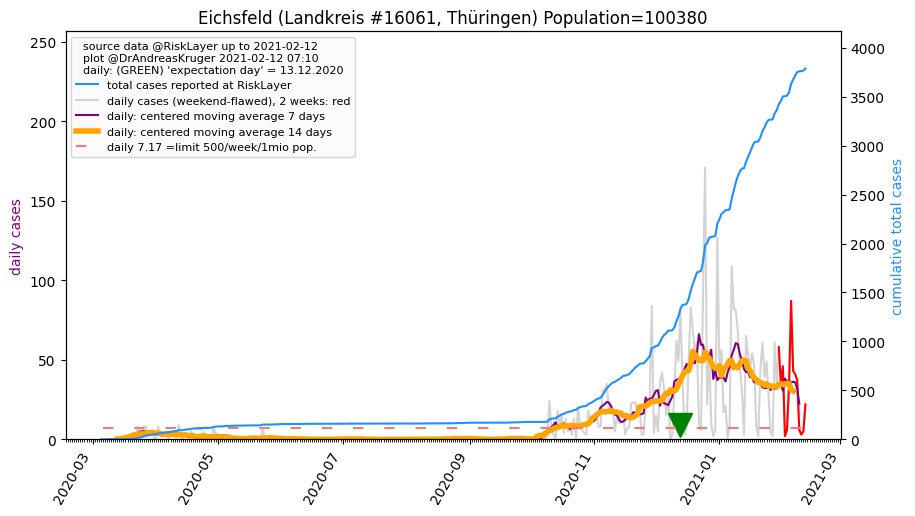 Eichsfeld (Landkreis #16061, Thüringen) Population=100380
source data @RiskLayer up to 2021-02-12
plot @DrAndreasKruger 2021-02-12 07:10
daily: (GREEN) 'expectation day' = 13.12.2020
total cases reported at RiskLayer
daily cases (weekend-flawed), 2 weeks: red
daily: centered moving average 7 days
daily: centered moving average 14 days
daily 7.17 =limit 500/week/1mio pop.
daily cases
250
200
150
100
50
0
cumulative total cases
4000
3500
3000
2500
2000
1500
1000
500
0
2020-03
2020-05
2020-07
2020-09
2020-11
2021-01
2021-03